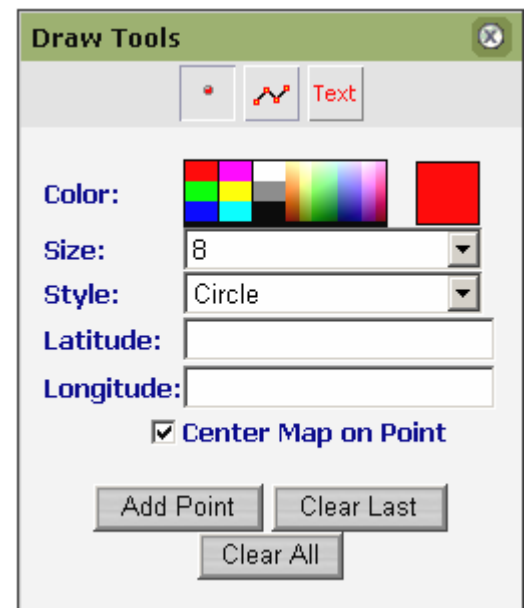 Draw Tools
Text
Color:
Size: 8
Style: Circle
Latitude:
Longitude:
Center Map on Point
Add Point Clear Last
Clear All